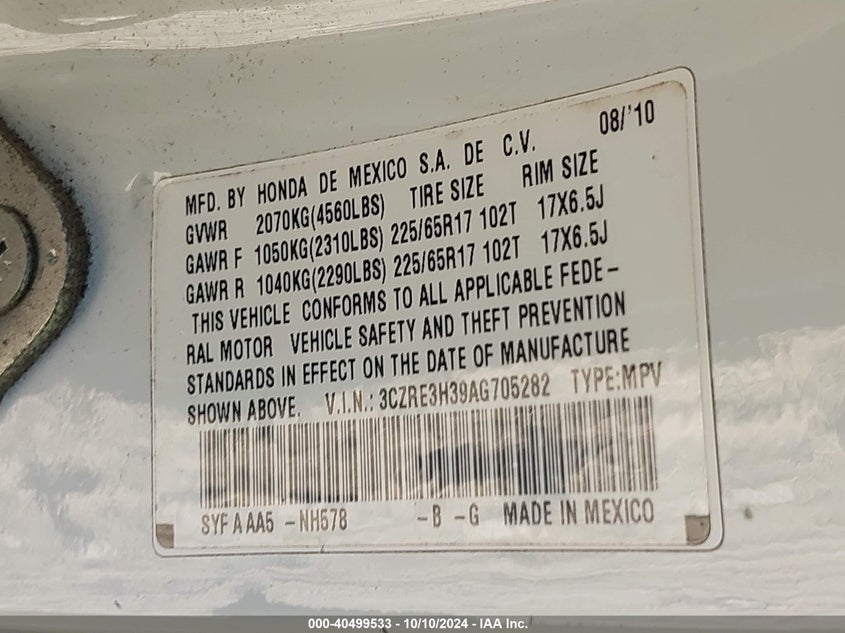 08/'10
MFD. BY HONDA DE MEXICO S.A. DE C.V.
GVWR 2070KG(4560LBS) TIRE SIZE RIM SIZE
GAWR F 1050KG(2310LBS) 225/65R17 102T 17X6.5J
GAWR R 1040KG(2290LBS) 225/65R17 102T 17X6.5J
THIS VEHICLE CONFORMS TO ALL APPLICABLE FEDE-
RAL MOTOR VEHICLE SAFETY AND THEFT PREVENTION
STANDARDS IN EFFECT ON THE DATE OF MANUFACTURE
SHOWN ABOVE. V.I.N.: 3CZRE3H39AG705282 TYPE:MPV
SYFAAA5 -NH578 -B -G MADE IN MEXICO
000-40499533 - 10/10/2024 - IAA Inc.